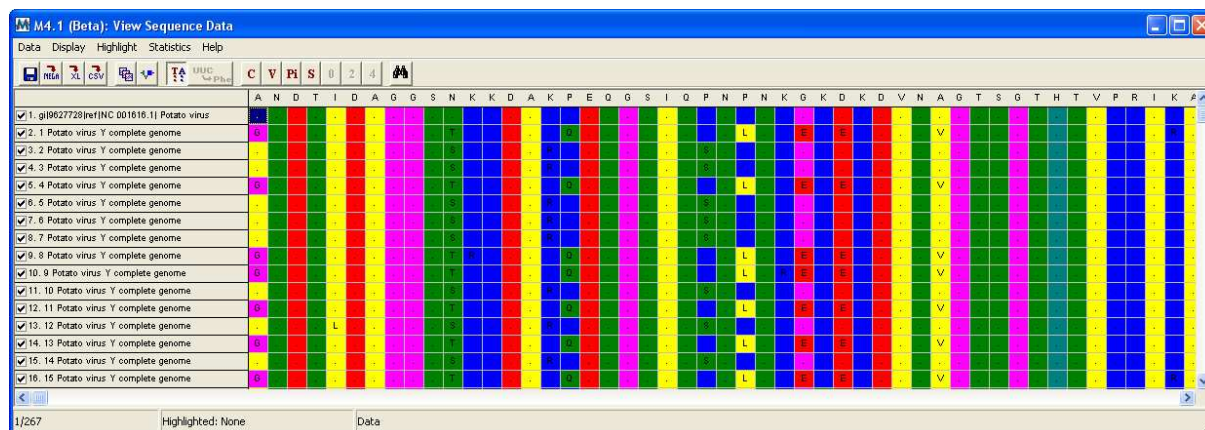 M4.1 (Beta): View Sequence Data
Data Display Highlight Statistics Help
MEGA XL CSV TA UUC Phe C V Pi S 0 2 4
A N D T I D A G G S N K K D A K P E Q G S I Q P N P N K G K D K D V N A G T S G T H T V P R I K A
1. gi|9627728|ref|NC 001616.1| Potato virus
2. 1 Potato virus Y complete genome G T Q L E E V R
3. 2 Potato virus Y complete genome S R S
4. 3 Potato virus Y complete genome S R S
5. 4 Potato virus Y complete genome G T Q L E E V
6. 5 Potato virus Y complete genome S R S
7. 6 Potato virus Y complete genome S R S
8. 7 Potato virus Y complete genome S R S
9. 8 Potato virus Y complete genome G T R Q L E E V
10. 9 Potato virus Y complete genome G T Q L R E E V
11. 10 Potato virus Y complete genome S R S
12. 11 Potato virus Y complete genome G T Q L E E V
13. 12 Potato virus Y complete genome L S R S
14. 13 Potato virus Y complete genome G T Q L E E V
15. 14 Potato virus Y complete genome S R S
16. 15 Potato virus Y complete genome G T Q L E E V R
1/267 Highlighted: None Data